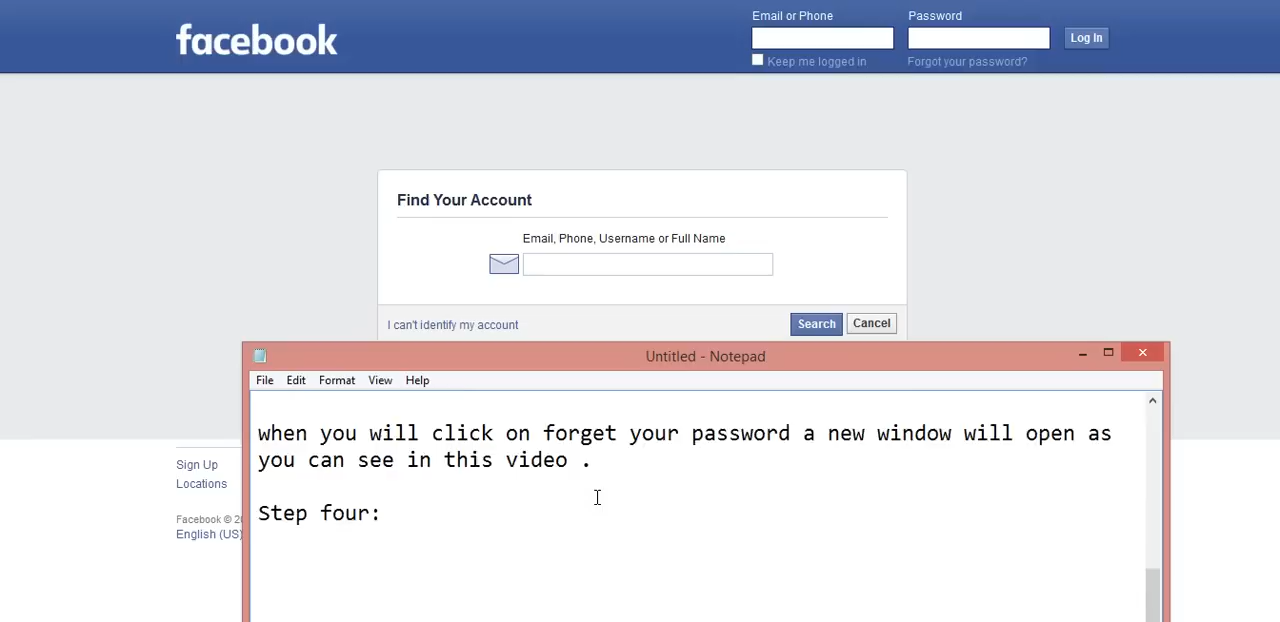 facebook
Email or Phone
Password
Log In
Keep me logged in
Forgot your password?
Find Your Account
Email, Phone, Username or Full Name
I can't identify my account
Search
Cancel
Untitled - Notepad
File Edit Format View Help
when you will click on forget your password a new window will open as
you can see in this video .
Step four:
Sign Up
Locations
Facebook ©
English (US)